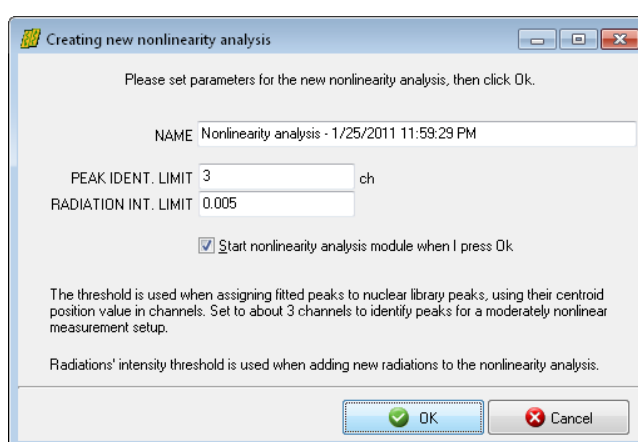 Creating new nonlinearity analysis
Please set parameters for the new nonlinearity analysis, then click Ok.
NAME Nonlinearity analysis - 1/25/2011 11:59:29 PM
PEAK IDENT. LIMIT 3 ch
RADIATION INT. LIMIT 0.005
Start nonlinearity analysis module when I press Ok
The threshold is used when assigning fitted peaks to nuclear library peaks, using their centroid
position value in channels. Set to about 3 channels to identify peaks for a moderately nonlinear
measurement setup.
Radiations' intensity threshold is used when adding new radiations to the nonlinearity analysis.
OK Cancel